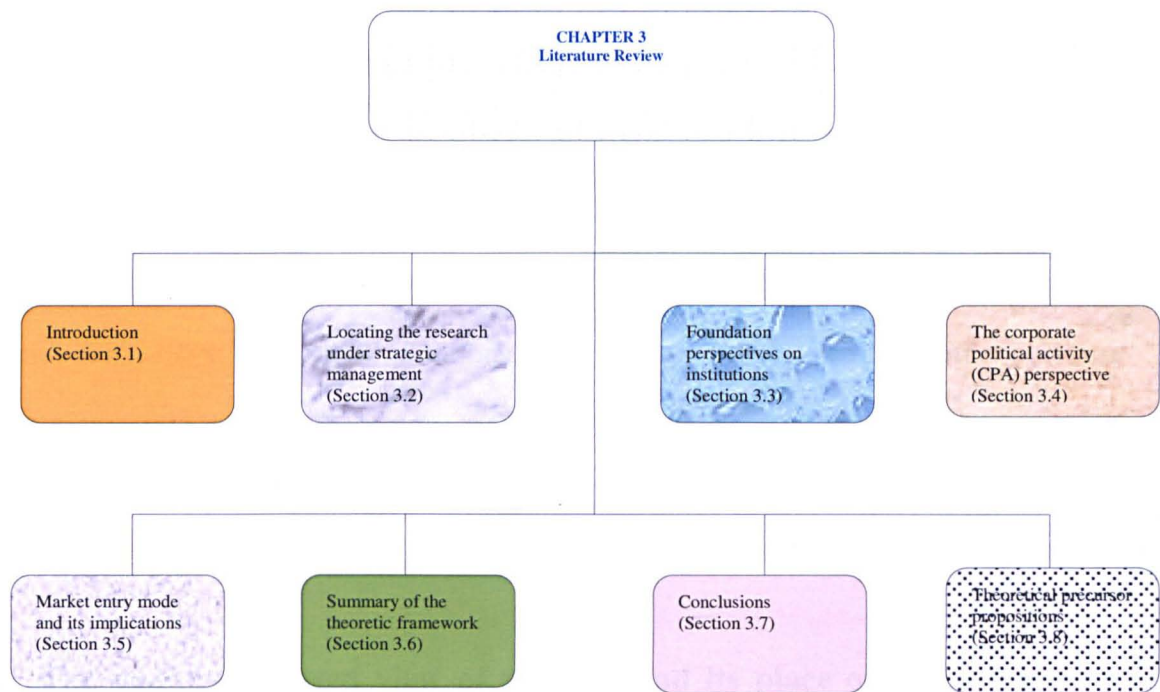 CHAPTER 3
Literature Review
Introduction
(Section 3.1)
Locating the research
under strategic
management
(Section 3.2)
Foundation
perspectives on
institutions
(Section 3.3)
The corporate
political activity
(CPA) perspective
(Section 3.4)
Market entry mode
and its implications
(Section 3.5)
Summary of the
theoretic framework
(Section 3.6)
Conclusions
(Section 3.7)
Theoretical precursor
propositions
(Section 3.8)